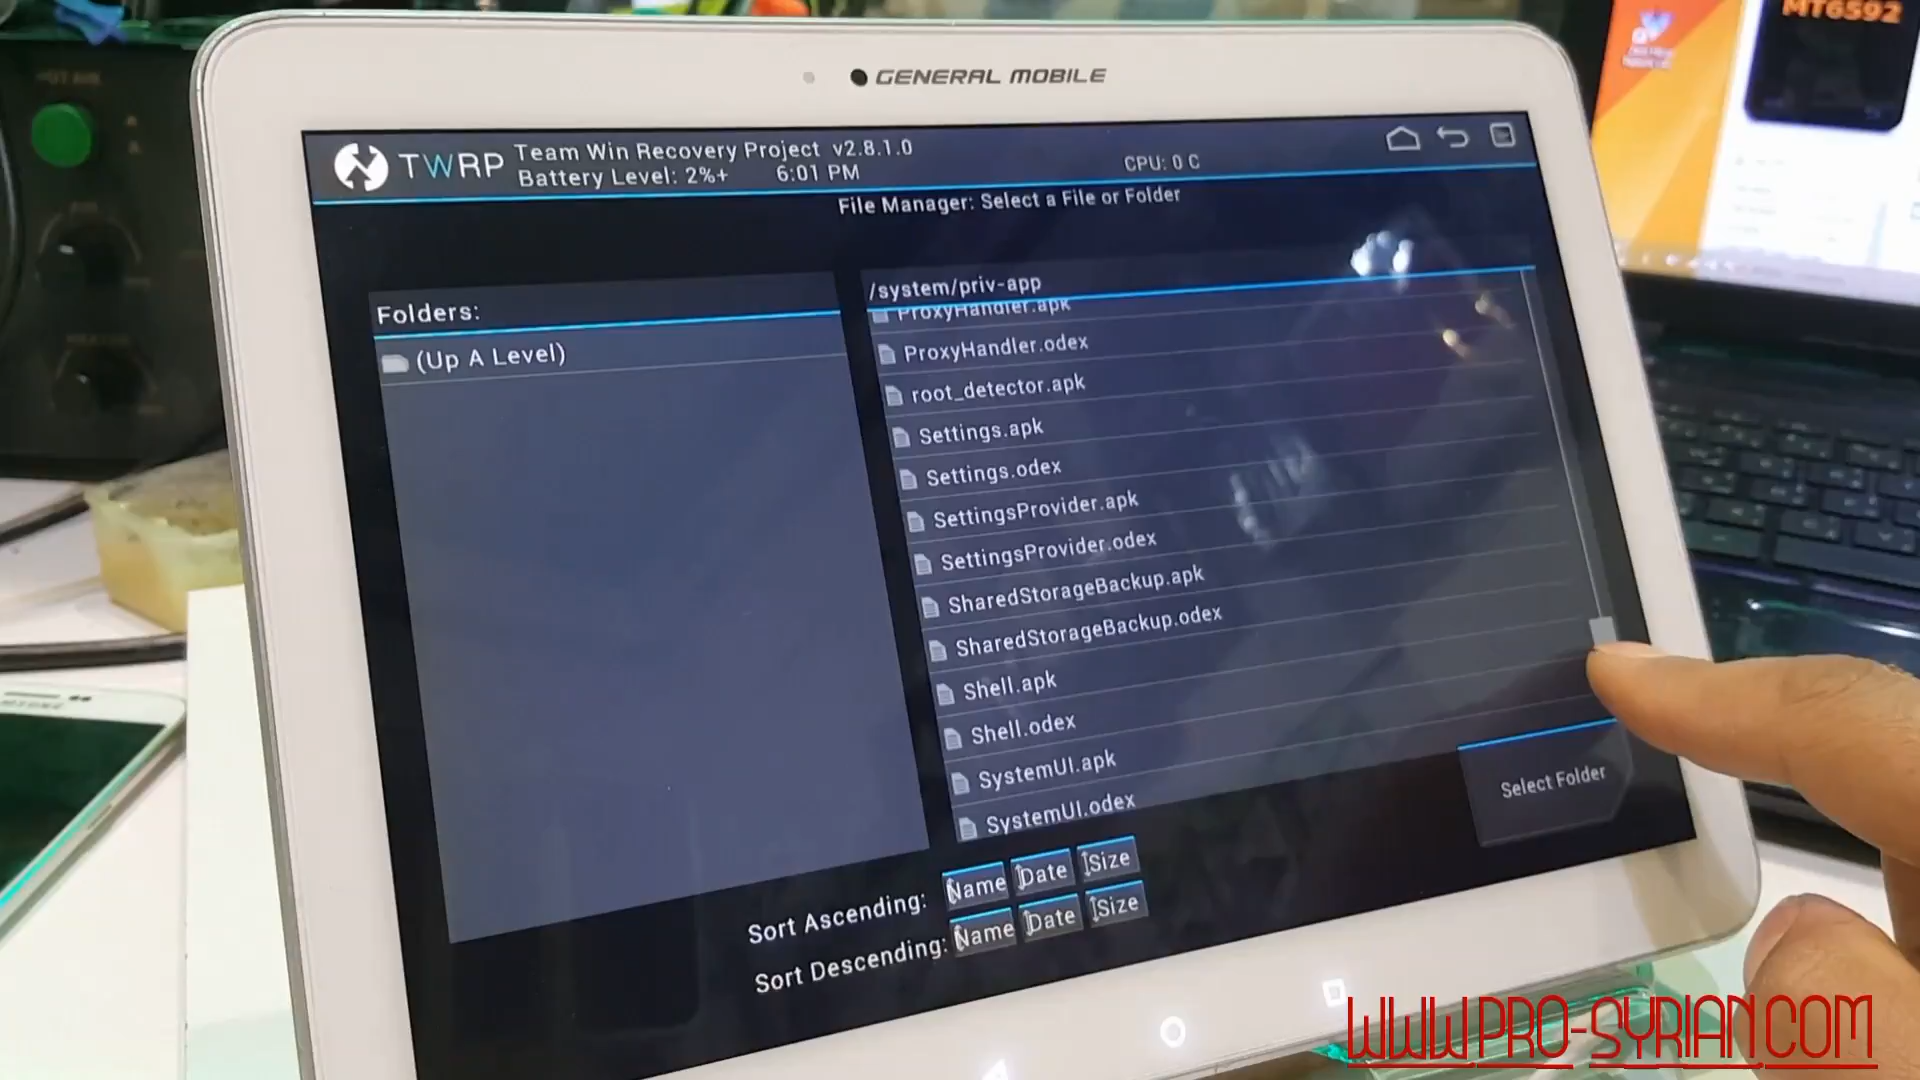 MT6592
GENERAL MOBILE
TWRP
Team Win Recovery Project v2.8.1.0
Battery Level: 2%+ 6:01 PM
CPU: 0 C
File Manager: Select a File or Folder
Folders:
(Up A Level)
/system/priv-app
ProxyHandler.apk
ProxyHandler.odex
root_detector.apk
Settings.apk
Settings.odex
SettingsProvider.apk
SettingsProvider.odex
SharedStorageBackup.apk
SharedStorageBackup.odex
Shell.apk
Shell.odex
SystemUI.apk
SystemUI.odex
Select Folder
Sort Ascending: Name Date Size
Sort Descending: Name Date Size
WWW.PRO-SYRIAN.COM